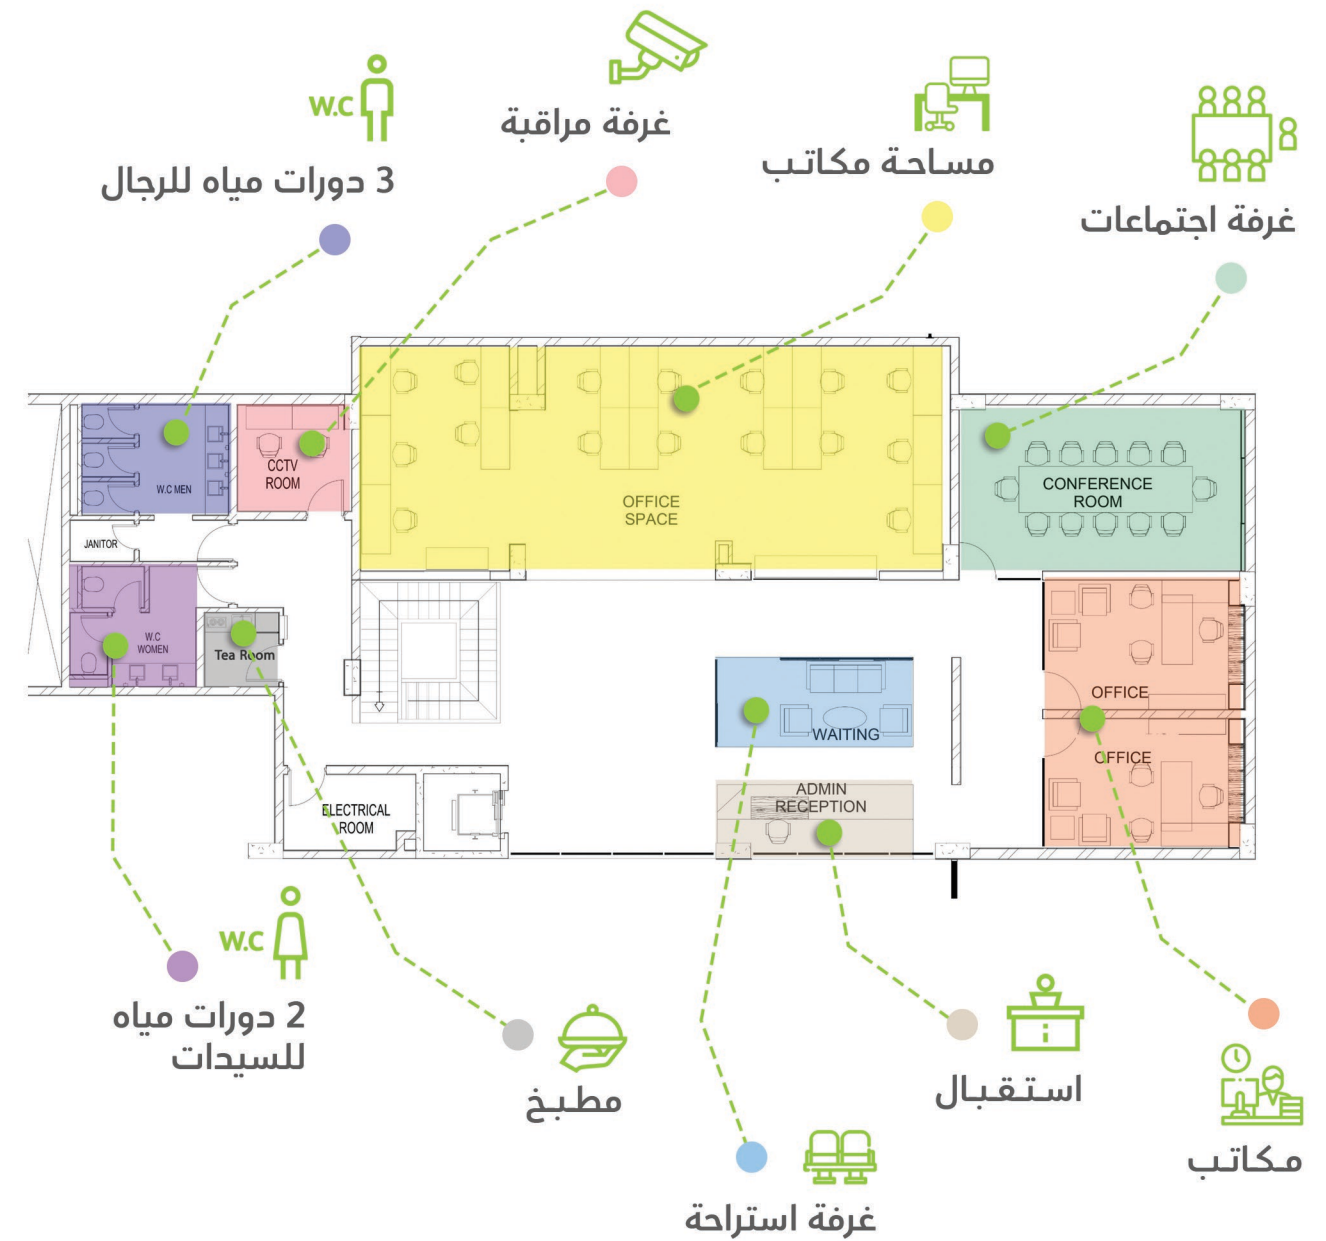 W.C
3 دورات مياه للرجال
غرفة مراقبة
مساحة مكاتب
غرفة اجتماعات
W.C MEN
CCTV
ROOM
OFFICE
SPACE
CONFERENCE
ROOM
JANITOR
W.C
WOMEN
Tea Room
OFFICE
OFFICE
WAITING
ADMIN
RECEPTION
ELECTRICAL
ROOM
W.C
2 دورات مياه
للسيدات
مطبخ
غرفة استراحة
استقبال
مكاتب